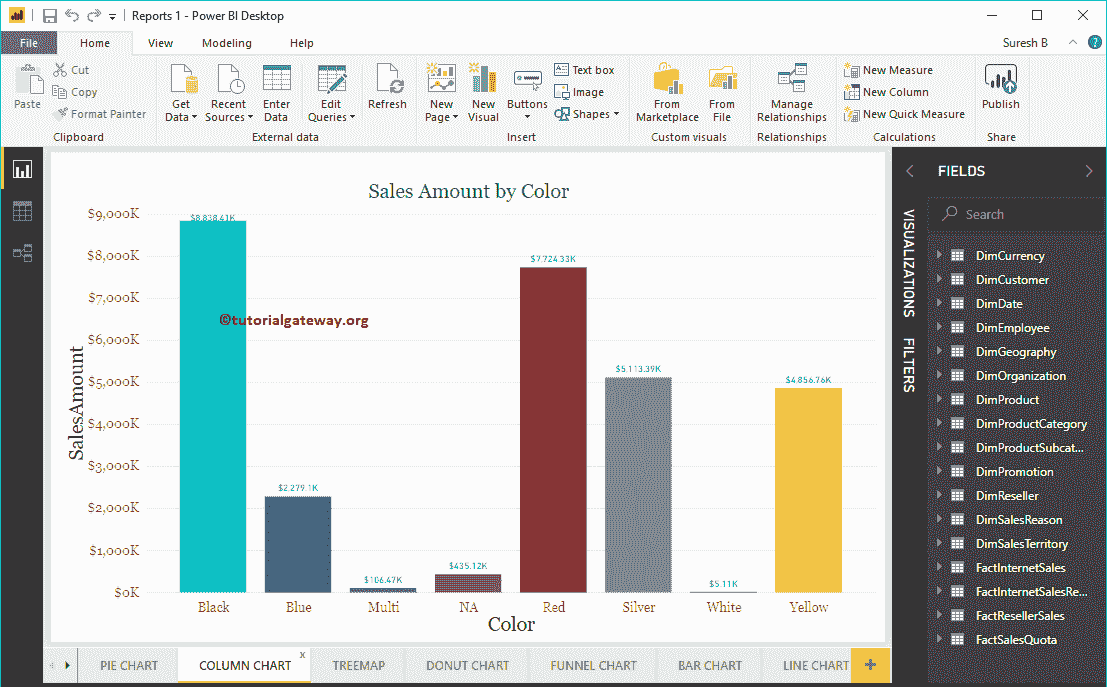 Reports 1 - Power BI Desktop
File Home View Modeling Help Suresh B ?
Paste
Cut
Copy
Format Painter
Clipboard
Get Data
Recent Sources
Enter Data
Edit Queries
External data
Refresh
New Page
New Visual
Buttons
Text box
Image
Shapes
Insert
From Marketplace
From File
Custom visuals
Manage Relationships
Relationships
New Measure
New Column
New Quick Measure
Calculations
Publish
Share
Sales Amount by Color
SalesAmount
$9,000K
$8,000K
$7,000K
$6,000K
$5,000K
$4,000K
$3,000K
$2,000K
$1,000K
$0K
$8,838.41K
$2,279.1K
$106.47K
$435.12K
$7,724.33K
$5,113.39K
$5.11K
$4,856.76K
©tutorialgateway.org
Black Blue Multi NA Red Silver White Yellow
Color
VISUALIZATIONS
FILTERS
FIELDS
Search
DimCurrency
DimCustomer
DimDate
DimEmployee
DimGeography
DimOrganization
DimProduct
DimProductCategory
DimProductSubcat...
DimPromotion
DimReseller
DimSalesReason
DimSalesTerritory
FactInternetSales
FactInternetSalesRe...
FactResellerSales
FactSalesQuota
PIE CHART COLUMN CHART x TREEMAP DONUT CHART FUNNEL CHART BAR CHART LINE CHART +